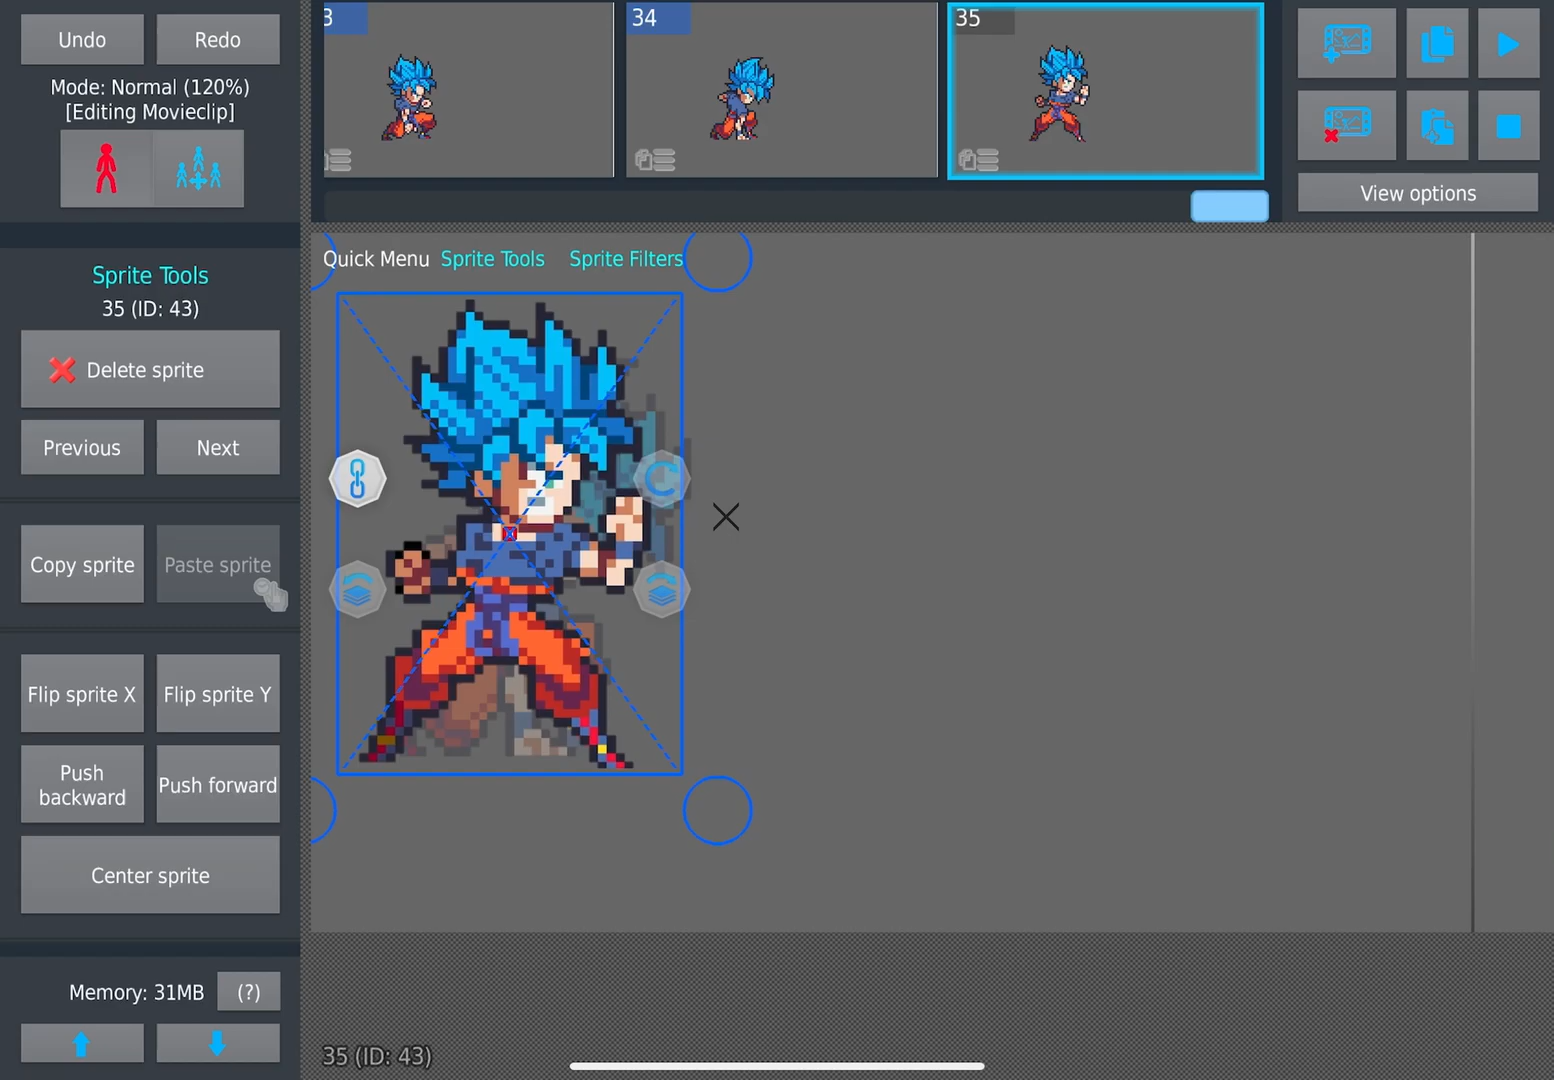 Undo
Redo
Mode: Normal (120%)
[Editing Movieclip]
3
34
35
View options
Sprite Tools
35 (ID: 43)
Delete sprite
Previous
Next
Copy sprite
Paste sprite
Flip sprite X
Flip sprite Y
Push
backward
Push forward
Center sprite
Memory: 31MB
(?)
Quick Menu
Sprite Tools
Sprite Filters
35 (ID: 43)